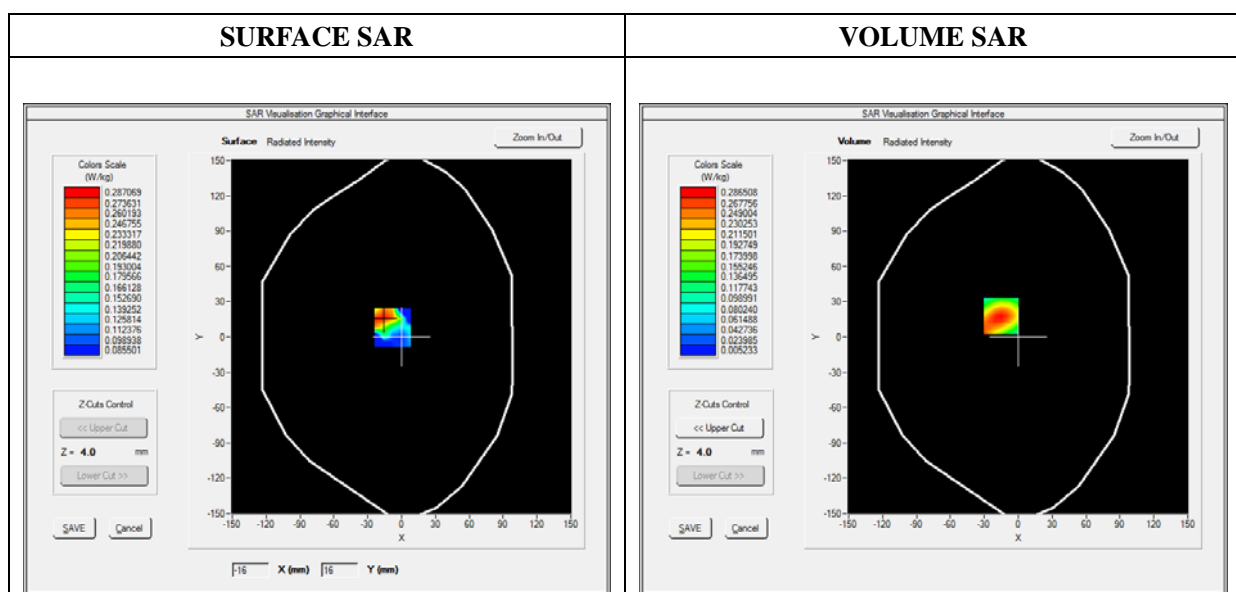 SURFACE SAR
VOLUME SAR
SAR Visualisation Graphical Interface
Surface Radiated Intensity
Zoom In/Out
Colors Scale
(W/kg)
0.287069
0.273631
0.260193
0.246755
0.233317
0.219880
0.206442
0.193004
0.179566
0.166128
0.152690
0.139252
0.125814
0.112376
0.098938
0.085501
Z-Cuts Control
<< Upper Cut
Z = 4.0 mm
Lower Cut >>
SAVE Cancel
150
120
90
60
30
0
-30
-60
-90
-120
-150
Y
-150 -120 -90 -60 -30 0 30 60 90 120 150
X
-16 X (mm) 16 Y (mm)
SAR Visualisation Graphical Interface
Volume Radiated Intensity
Zoom In/Out
Colors Scale
(W/kg)
0.286508
0.267756
0.249004
0.230253
0.211501
0.192749
0.173998
0.155246
0.136495
0.117743
0.098991
0.080240
0.061488
0.042736
0.023985
0.005233
Z-Cuts Control
<< Upper Cut
Z = 4.0 mm
Lower Cut >>
SAVE Cancel
150
120
90
60
30
0
-30
-60
-90
-120
-150
Y
-150 -120 -90 -60 -30 0 30 60 90 120 150
X